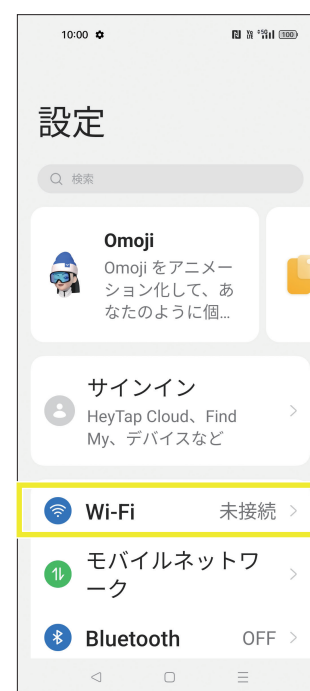 10:00
100
設定
検索
Omoji
Omoji をアニメー
ション化して、あ
なたのように個...
サインイン
HeyTap Cloud、Find
My、デバイスなど
Wi-Fi 未接続
モバイルネットワ
ーク
Bluetooth OFF